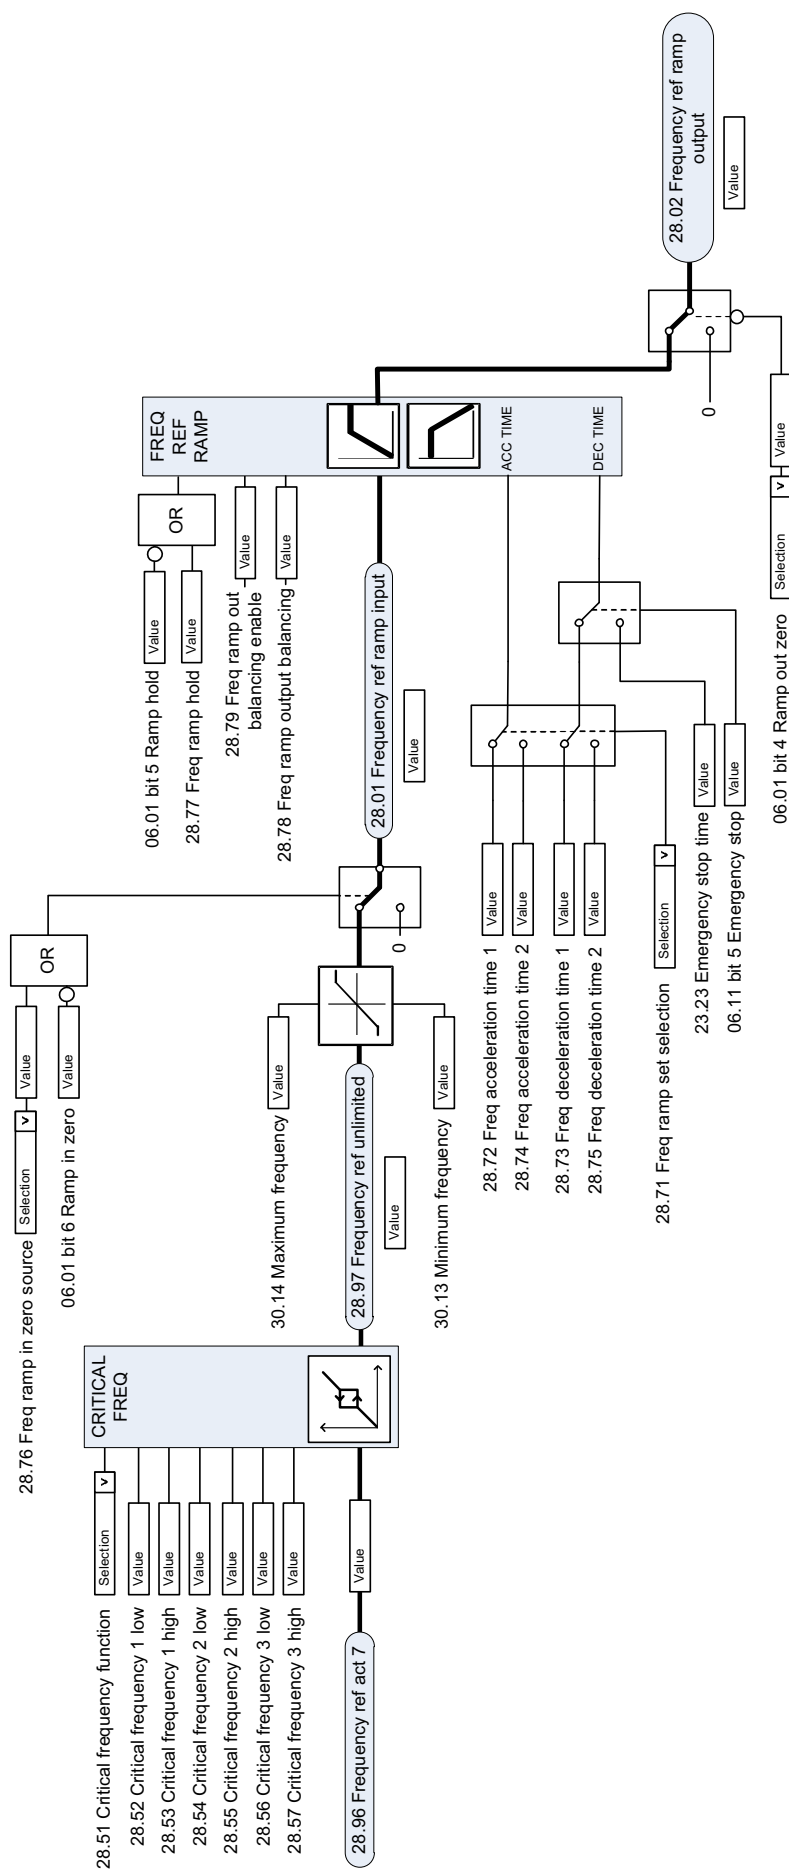 28.51 Critical frequency function
Selection
v
28.52 Critical frequency 1 low
Value
28.53 Critical frequency 1 high
Value
28.54 Critical frequency 2 low
Value
28.55 Critical frequency 2 high
Value
28.56 Critical frequency 3 low
Value
28.57 Critical frequency 3 high
Value
28.96 Frequency ref act 7
Value
CRITICAL
FREQ
28.76 Freq ramp in zero source
Selection
v
Value
06.01 bit 6 Ramp in zero
Value
OR
30.14 Maximum frequency
Value
28.97 Frequency ref unlimited
Value
30.13 Minimum frequency
Value
0
06.01 bit 5 Ramp hold
Value
28.77 Freq ramp hold
Value
OR
28.79 Freq ramp out
balancing enable
Value
28.78 Freq ramp output balancing
Value
28.01 Frequency ref ramp input
Value
FREQ
REF
RAMP
ACC TIME
DEC TIME
28.72 Freq acceleration time 1
Value
28.74 Freq acceleration time 2
Value
28.73 Freq deceleration time 1
Value
28.75 Freq deceleration time 2
Value
28.71 Freq ramp set selection
Selection
v
23.23 Emergency stop time
Value
06.11 bit 5 Emergency stop
Value
06.01 bit 4 Ramp out zero
Selection
v
Value
0
28.02 Frequency ref ramp
output
Value